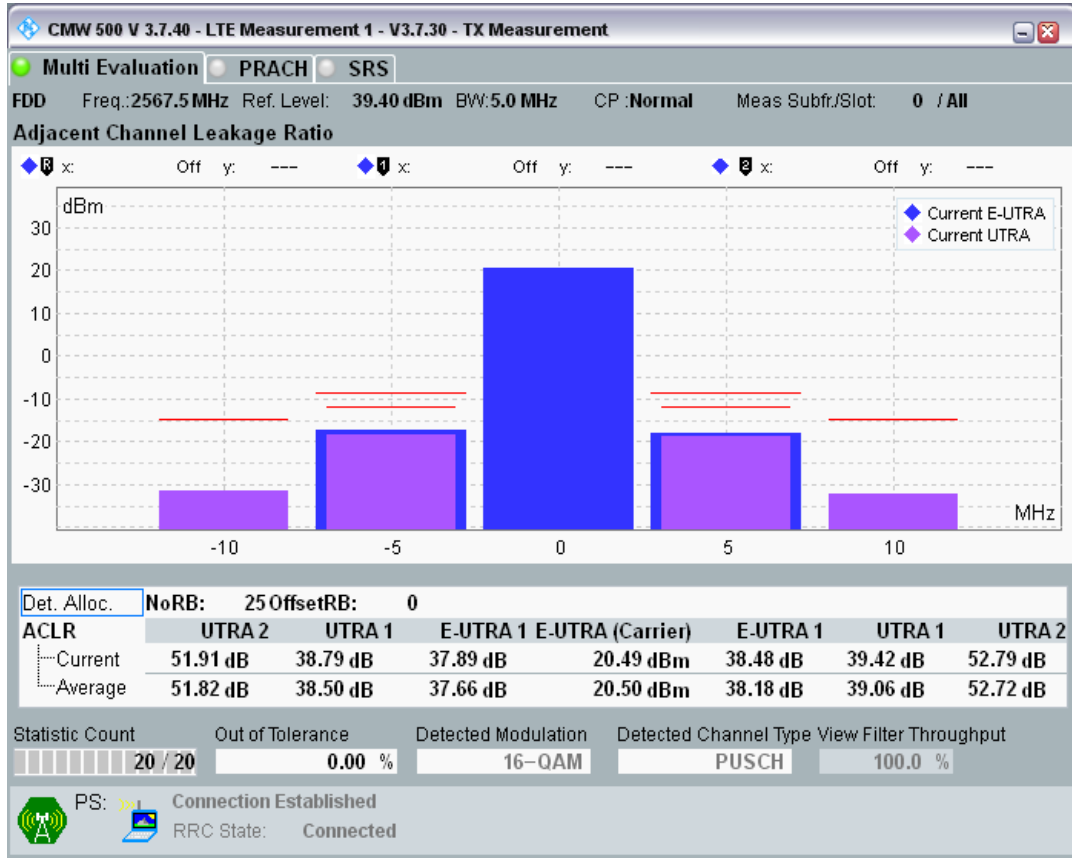 CMW 500 V 3.7.40 - LTE Measurement 1 - V3.7.30 - TX Measurement
Multi Evaluation PRACH SRS
FDD Freq.:2567.5 MHz Ref. Level: 39.40 dBm BW:5.0 MHz CP :Normal Meas Subfr./Slot: 0 / All
Adjacent Channel Leakage Ratio
R x: Off y: --- 1 x: Off y: --- 2 x: Off y: ---
dBm
Current E-UTRA
Current UTRA
30
20
10
0
-10
-20
-30
MHz
-10 -5 0 5 10
Det. Alloc. NoRB: 25 OffsetRB: 0
ACLR UTRA 2 UTRA 1 E-UTRA 1 E-UTRA (Carrier) E-UTRA 1 UTRA 1 UTRA 2
Current 51.91 dB 38.79 dB 37.89 dB 20.49 dBm 38.48 dB 39.42 dB 52.79 dB
Average 51.82 dB 38.50 dB 37.66 dB 20.50 dBm 38.18 dB 39.06 dB 52.72 dB
Statistic Count Out of Tolerance Detected Modulation Detected Channel Type View Filter Throughput
20 / 20 0.00 % 16-QAM PUSCH 100.0 %
PS: Connection Established
RRC State: Connected